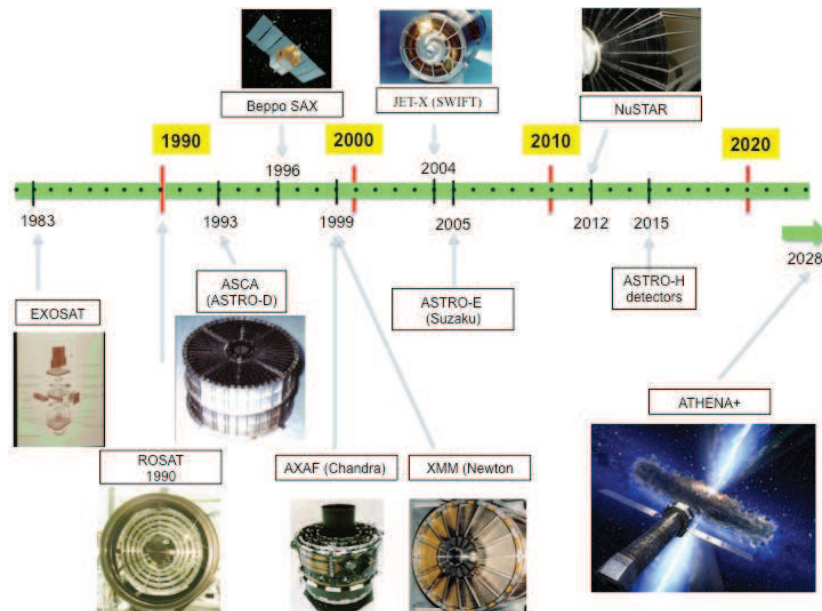 Beppo SAX
JET-X (SWIFT)
NuSTAR
1990
2000
2010
2020
1996
2004
1983
1993
1999
2005
2012
2015
2028
EXOSAT
ASCA
(ASTRO-D)
ASTRO-E
(Suzaku)
ASTRO-H
detectors
ATHENA+
ROSAT
1990
AXAF (Chandra)
XMM (Newton